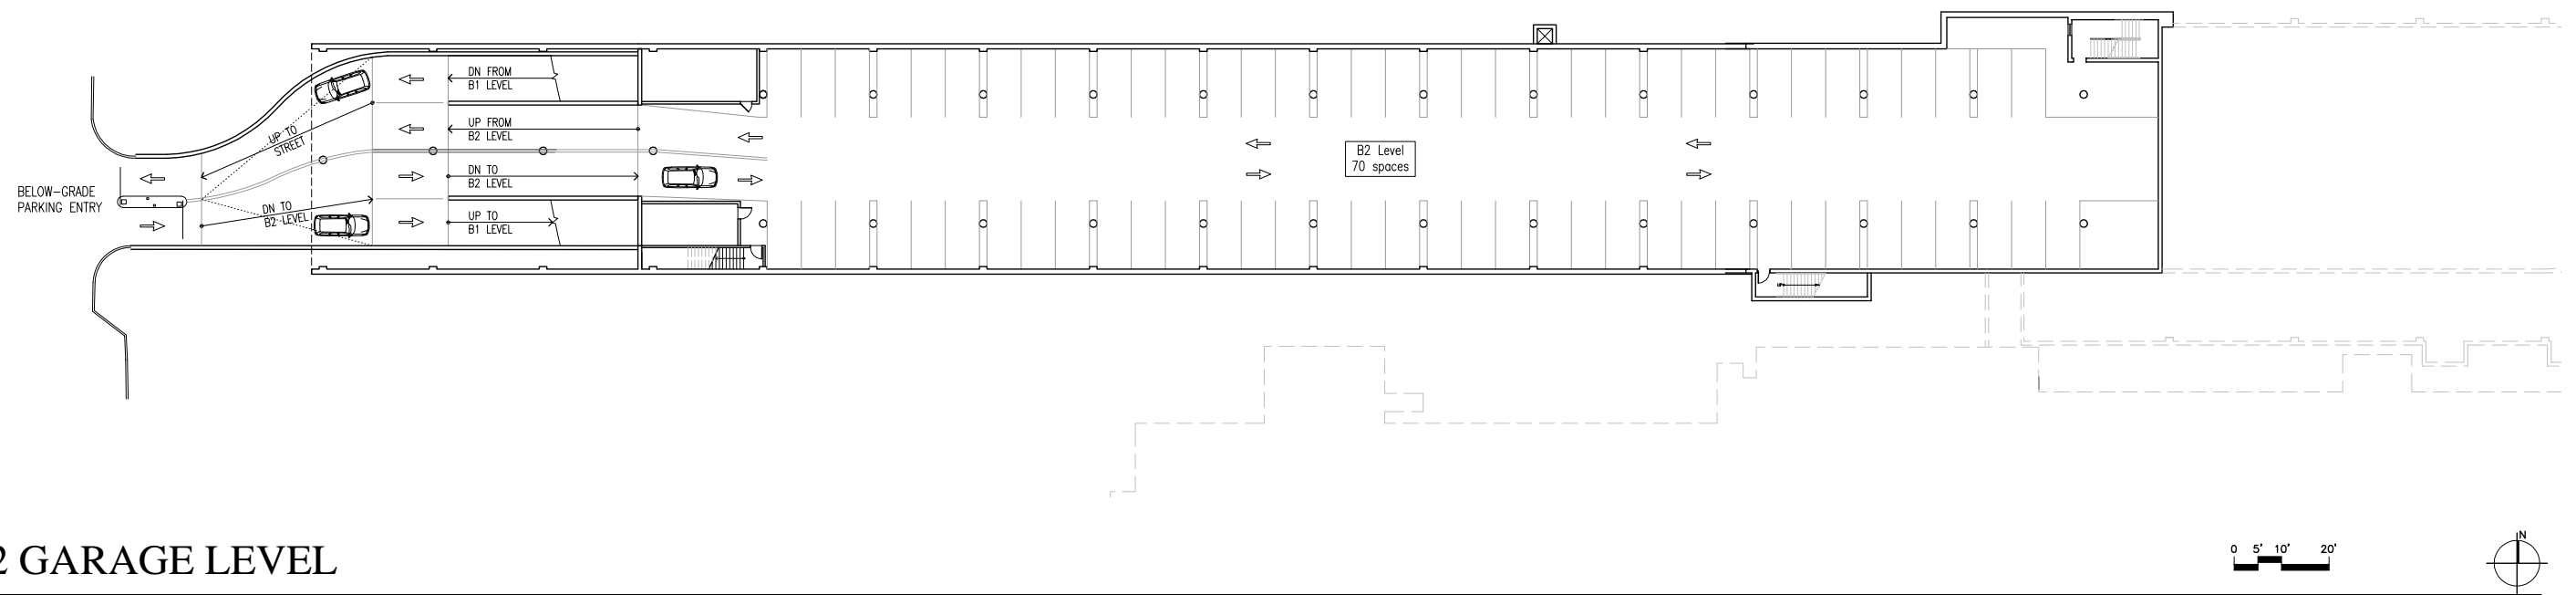 DN FROM
B1 LEVEL
UP FROM
B2 LEVEL
UP TO
STREET
B2 Level
70 spaces
DN TO
B2 LEVEL
BELOW-GRADE
PARKING ENTRY
DN TO
B2 LEVEL
UP TO
B1 LEVEL
UP
2 GARAGE LEVEL
0 5' 10' 20'
N